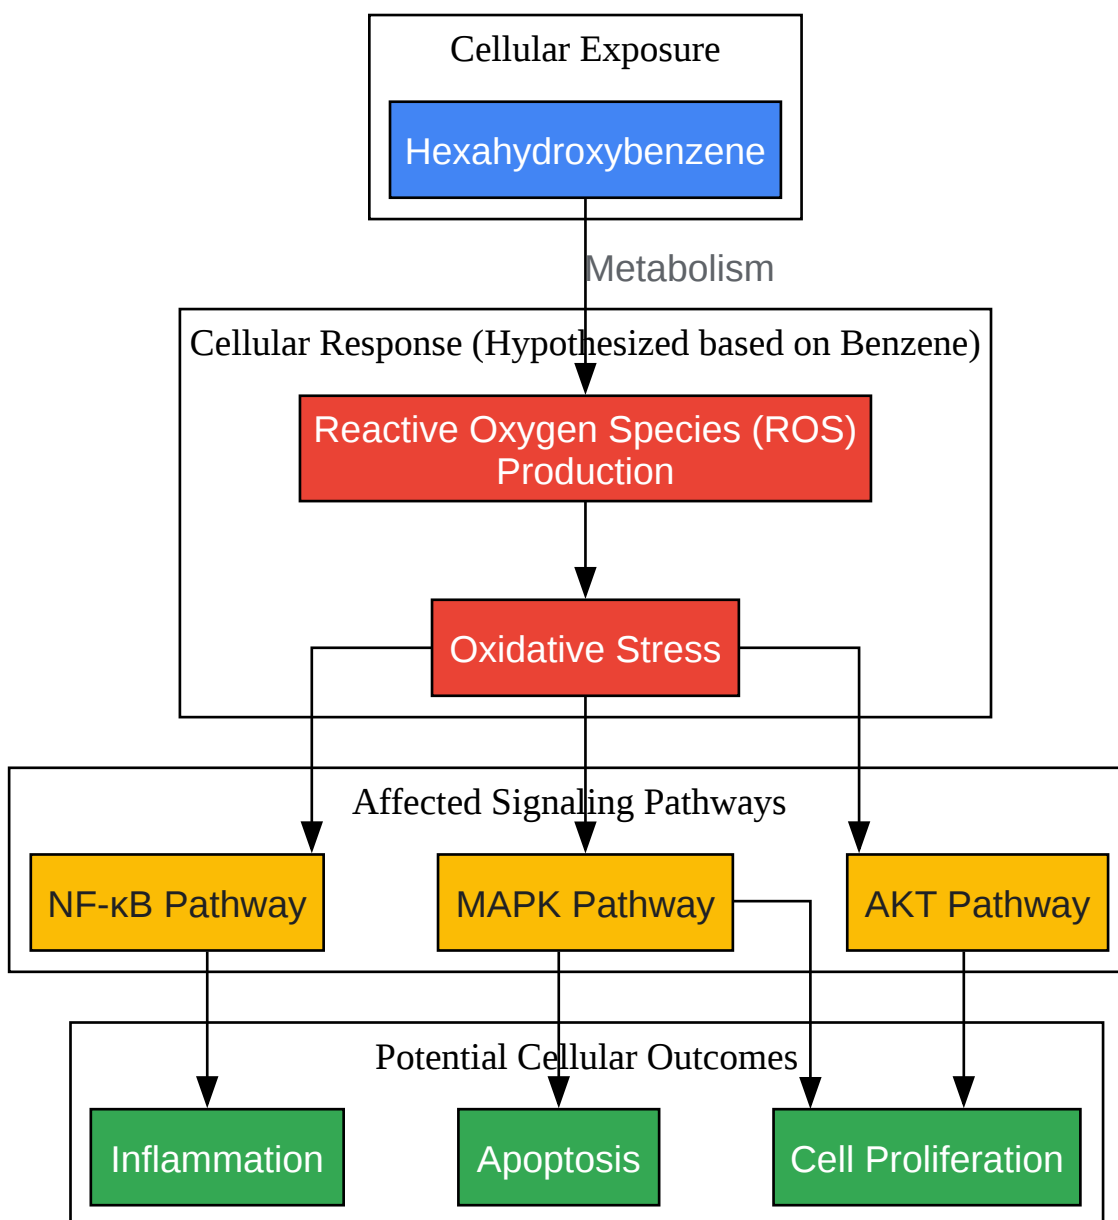 Cellular Exposure
Hexahydroxybenzene
Metabolism
Cellular Response (Hypothesized based on Benzene)
Reactive Oxygen Species (ROS)
Production
Oxidative Stress
Affected Signaling Pathways
NF-κB Pathway
MAPK Pathway
AKT Pathway
Potential Cellular Outcomes
Inflammation
Apoptosis
Cell Proliferation